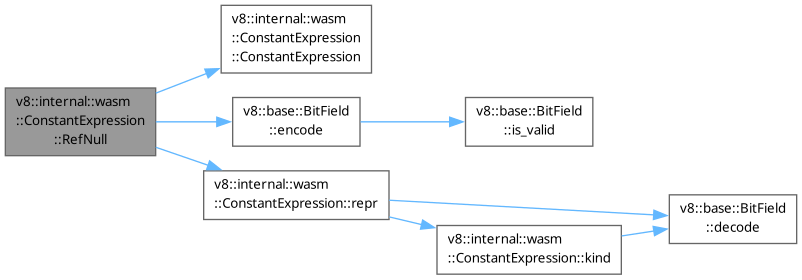 v8::internal::wasm
::ConstantExpression
::RefNull
v8::internal::wasm
::ConstantExpression
::ConstantExpression
v8::base::BitField
::encode
v8::base::BitField
::is_valid
v8::internal::wasm
::ConstantExpression::repr
v8::internal::wasm
::ConstantExpression::kind
v8::base::BitField
::decode